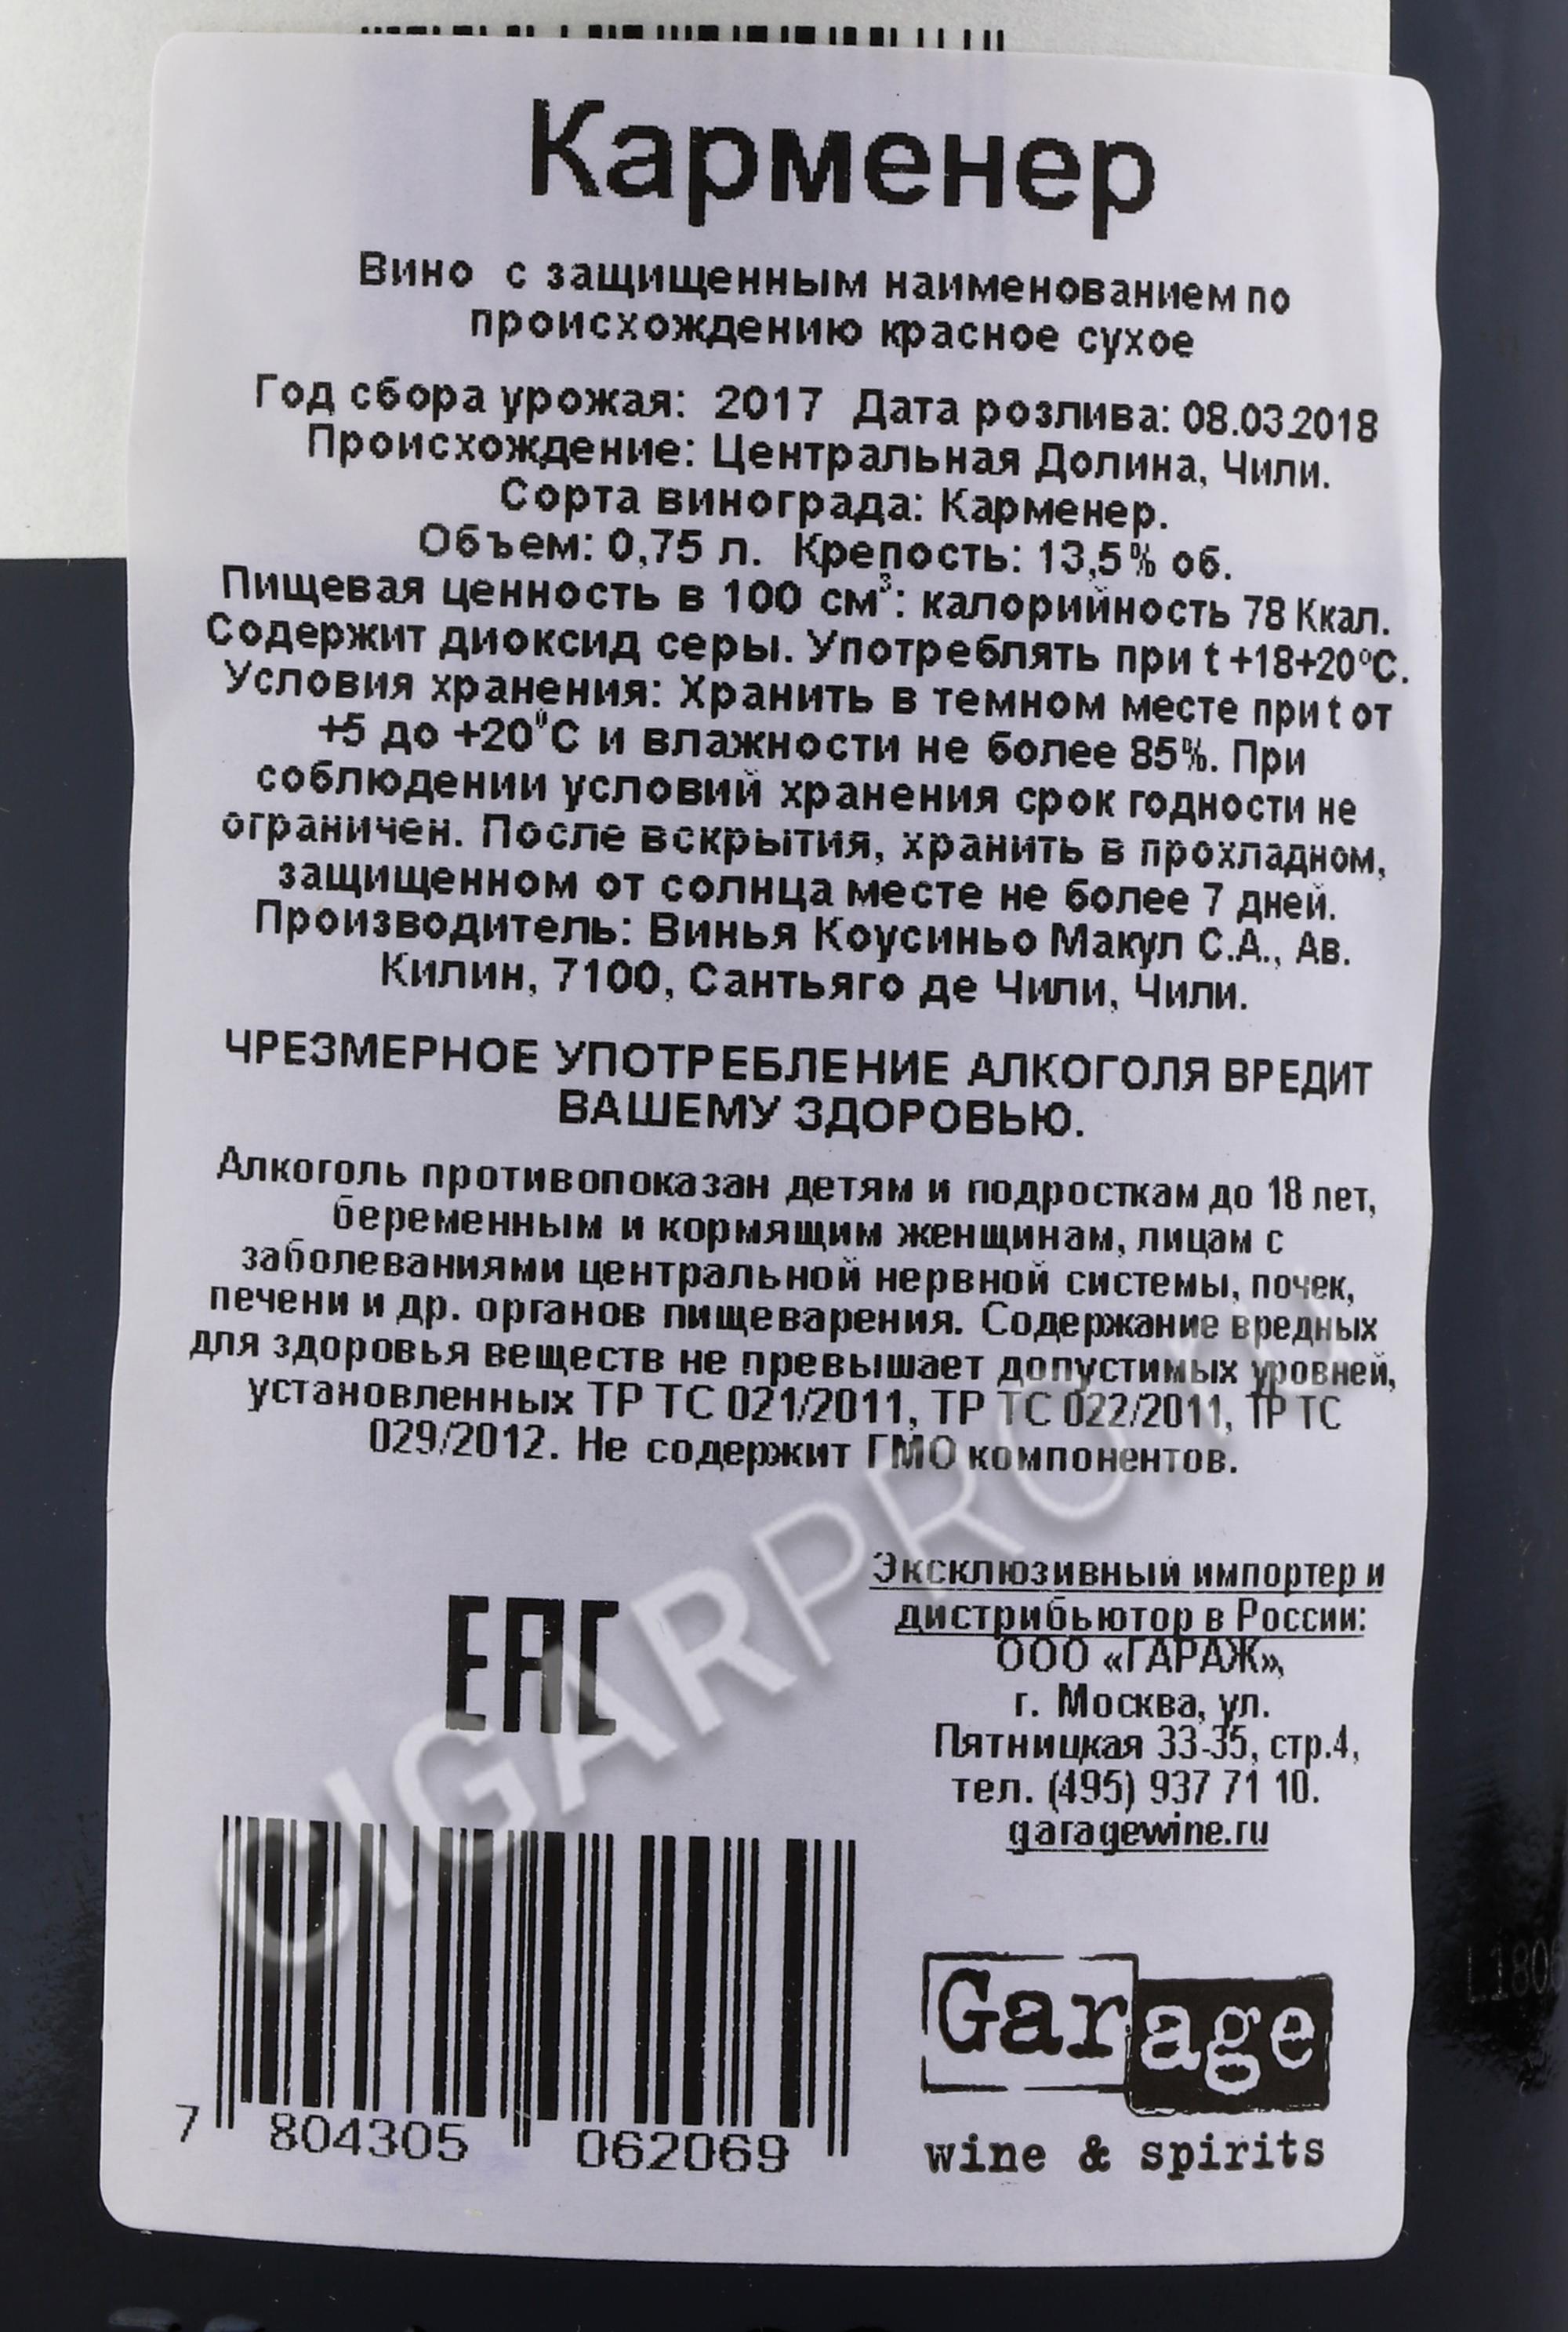 Карменер
Вино с защищенным наименованием по
происхождению красное сухое
Год сбора урожая: 2017 Дата розлива: 08.03.2018
Происхождение: Центральная Долина, Чили.
Сорта винограда: Карменер.
Объем: 0,75 л. Крепость: 13,5% об.
Пищевая ценность в 100 см³: калорийность 78 Ккал.
Содержит диоксид серы. Употреблять при t +18+20°С.
Условия хранения: Хранить в темном месте при t от
+5 до +20°С и влажности не более 85%. При
соблюдении условий хранения срок годности не
ограничен. После вскрытия, хранить в прохладном,
защищенном от солнца месте не более 7 дней.
Производитель: Винья Коусиньо Макул С.А., Ав.
Килин, 7100, Сантьяго де Чили, Чили.
ЧРЕЗМЕРНОЕ УПОТРЕБЛЕНИЕ АЛКОГОЛЯ ВРЕДИТ
ВАШЕМУ ЗДОРОВЬЮ.
Алкоголь противопоказан детям и подросткам до 18 лет,
беременным и кормящим женщинам, лицам с
заболеваниями центральной нервной системы, почек,
печени и др. органов пищеварения. Содержание вредных
для здоровья веществ не превышает допустимых уровней,
установленных ТР ТС 021/2011, ТР ТС 022/2011, ТР ТС
029/2012. Не содержит ГМО компонентов.
Эксклюзивный импортер и
дистрибьютор в России:
ООО «ГАРАЖ»,
г. Москва, ул.
Пятницкая 33-35, стр.4,
тел. (495) 937 71 10.
garagewine.ru
EAC
CIGARPRO.ru
7 804305 062069
Garage
wine & spirits